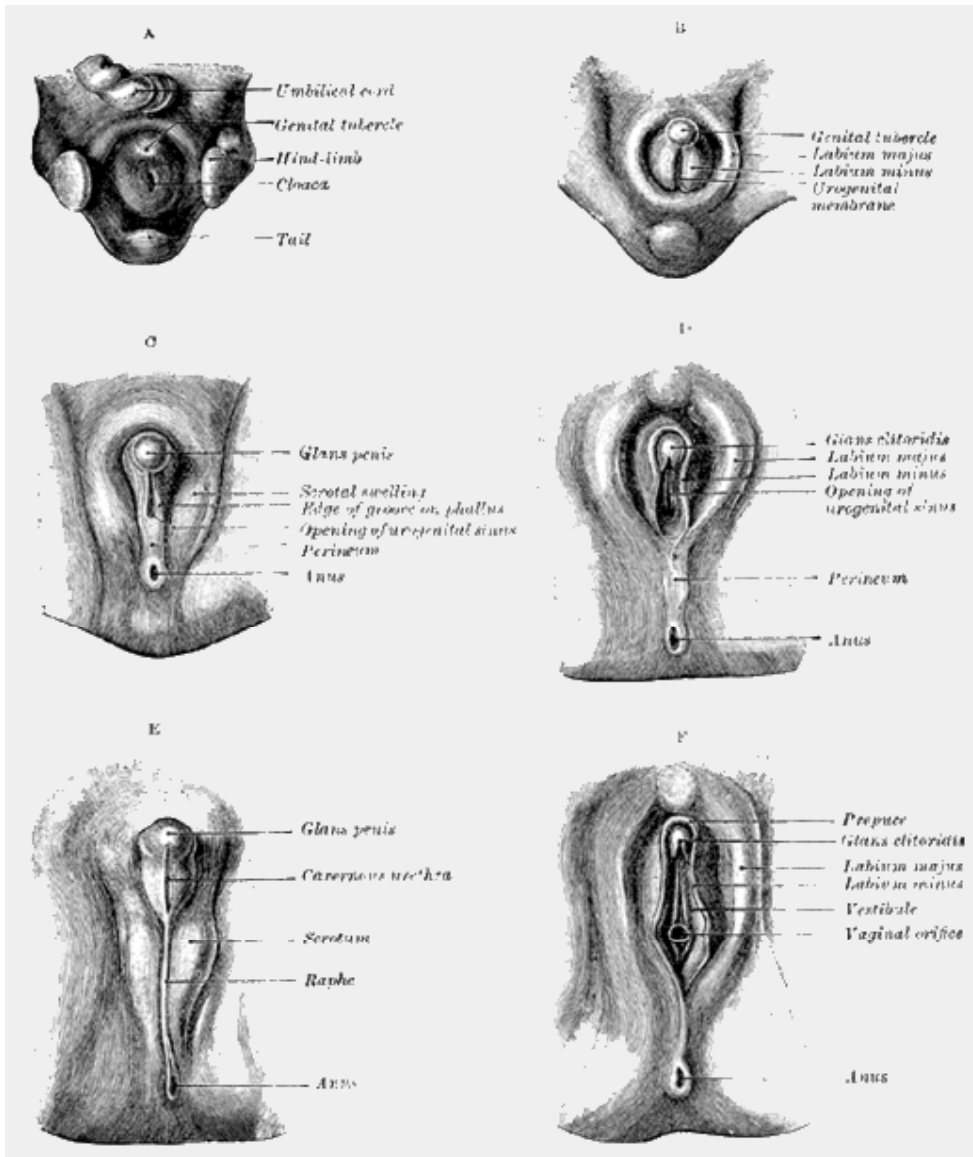 A
Umbilical cord
Genital tubercle
Hind-limb
Cloaca
Tail
B
Genital tubercle
Labium majus
Labium minus
Urogenital
membrane
C
Glans penis
Scrotal swelling
Edge of groove on phallus
Opening of urogenital sinus
Perineum
Anus
D
Glans clitoridis
Labium majus
Labium minus
Opening of
urogenital sinus
Perineum
Anus
E
Glans penis
Cavernous urethra
Scrotum
Raphe
Anus
F
Prepuce
Glans clitoridis
Labium majus
Labium minus
Vestibule
Vaginal orifice
Anus